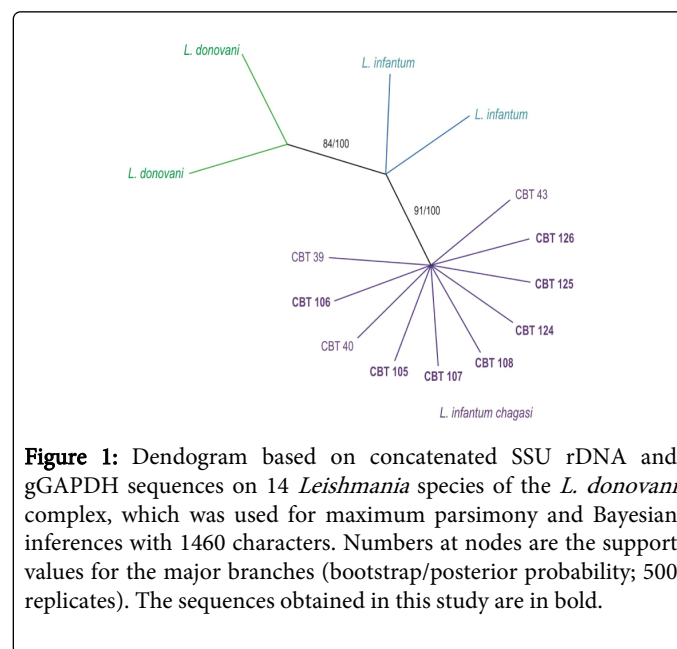 L. donovani
L. infantum
L. infantum
84/100
L. donovani
91/100
CBT 43
CBT 126
CBT 39
CBT 125
CBT 106
CBT 124
CBT 40
CBT 108
CBT 105
CBT 107
L. infantum chagasi
Figure 1: Dendogram based on concatenated SSU rDNA and
gGAPDH sequences on 14 Leishmania species of the L. donovani
complex, which was used for maximum parsimony and Bayesian
inferences with 1460 characters. Numbers at nodes are the support
values for the major branches (bootstrap/posterior probability; 500
replicates). The sequences obtained in this study are in bold.